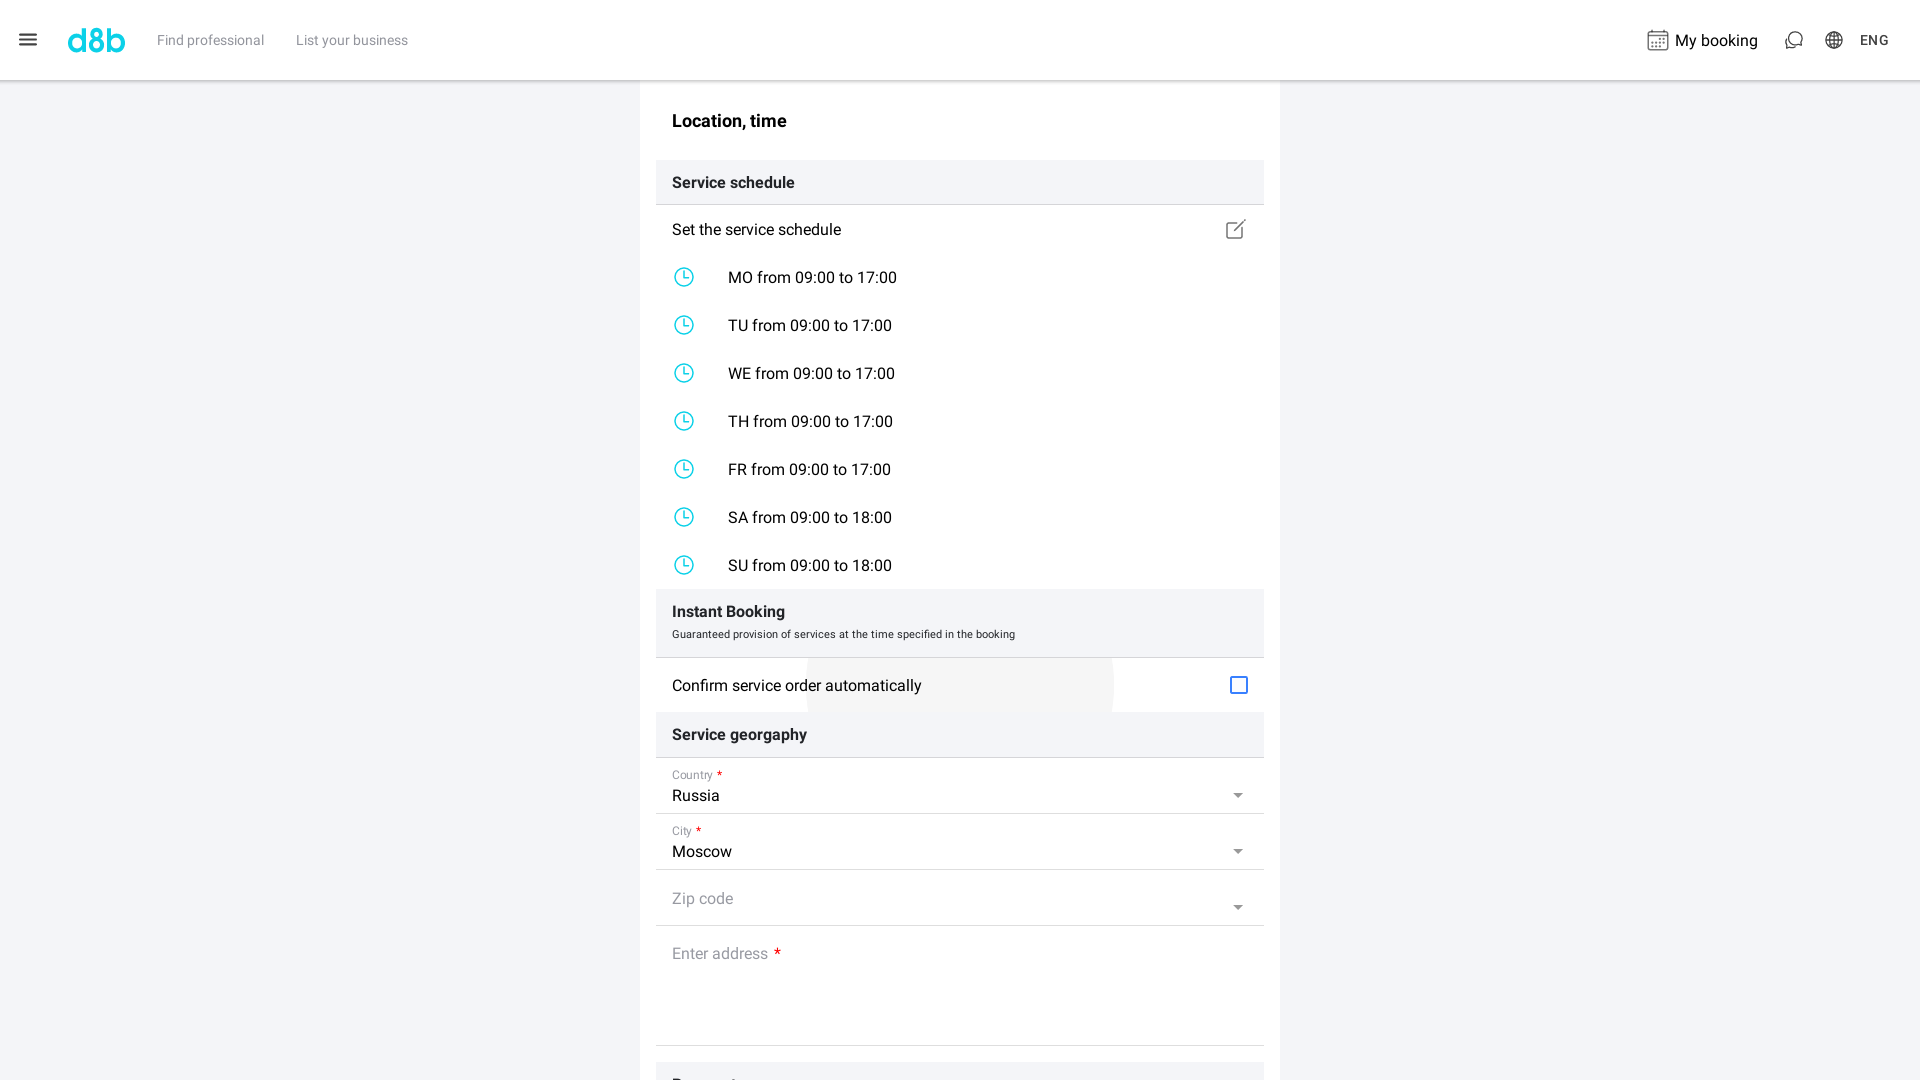 d8b Find professional List your business My booking ENG
Location, time
Service schedule
Set the service schedule
MO from 09:00 to 17:00
TU from 09:00 to 17:00
WE from 09:00 to 17:00
TH from 09:00 to 17:00
FR from 09:00 to 17:00
SA from 09:00 to 18:00
SU from 09:00 to 18:00
Instant Booking
Guaranteed provision of services at the time specified in the booking
Confirm service order automatically
Service georgaphy
Country *
Russia
City *
Moscow
Zip code
Enter address *